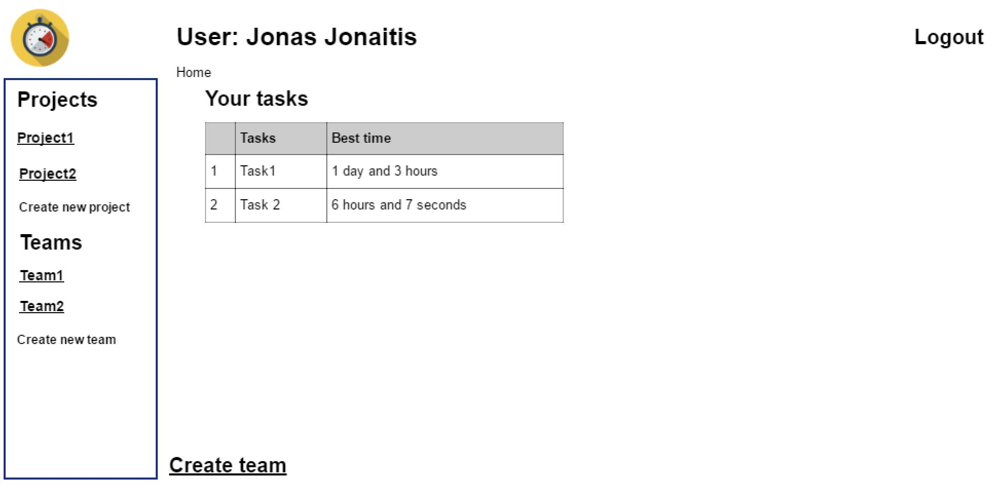 User: Jonas Jonaitis
Logout
Home
Projects
Project1
Project2
Create new project
Teams
Team1
Team2
Create new team
Your tasks
Tasks Best time
1 Task1 1 day and 3 hours
2 Task 2 6 hours and 7 seconds
Create team